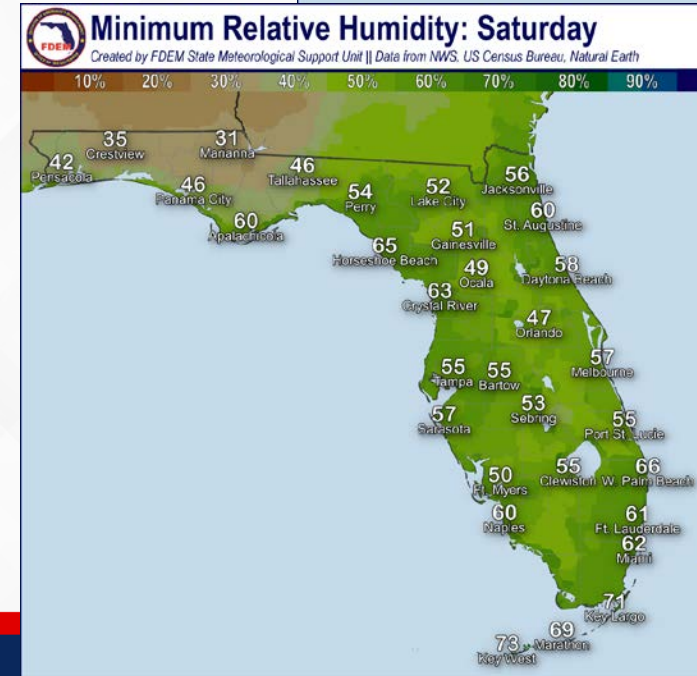 FDEM
Minimum Relative Humidity: Saturday
Created by FDEM State Meteorological Support Unit || Data from NWS, US Census Bureau, Natural Earth
10% 20% 30% 40% 50% 60% 70% 80% 90%
35
Crestview
31
Marianna
42
Pensacola
46
Tallahassee
46
Panama City
54
Perry
52
Lake City
56
Jacksonville
60
Apalachicola
60
St. Augustine
51
Gainesville
65
Horseshoe Beach
49
Ocala
58
Daytona Beach
63
Crystal River
47
Orlando
57
Melbourne
55
Tampa
55
Bartow
53
Sebring
57
Sarasota
55
Port St. Lucie
50
Ft. Myers
55
Clewiston
66
W. Palm Beach
60
Naples
61
Ft. Lauderdale
62
Miami
71
Key Largo
69
Marathon
73
Key West